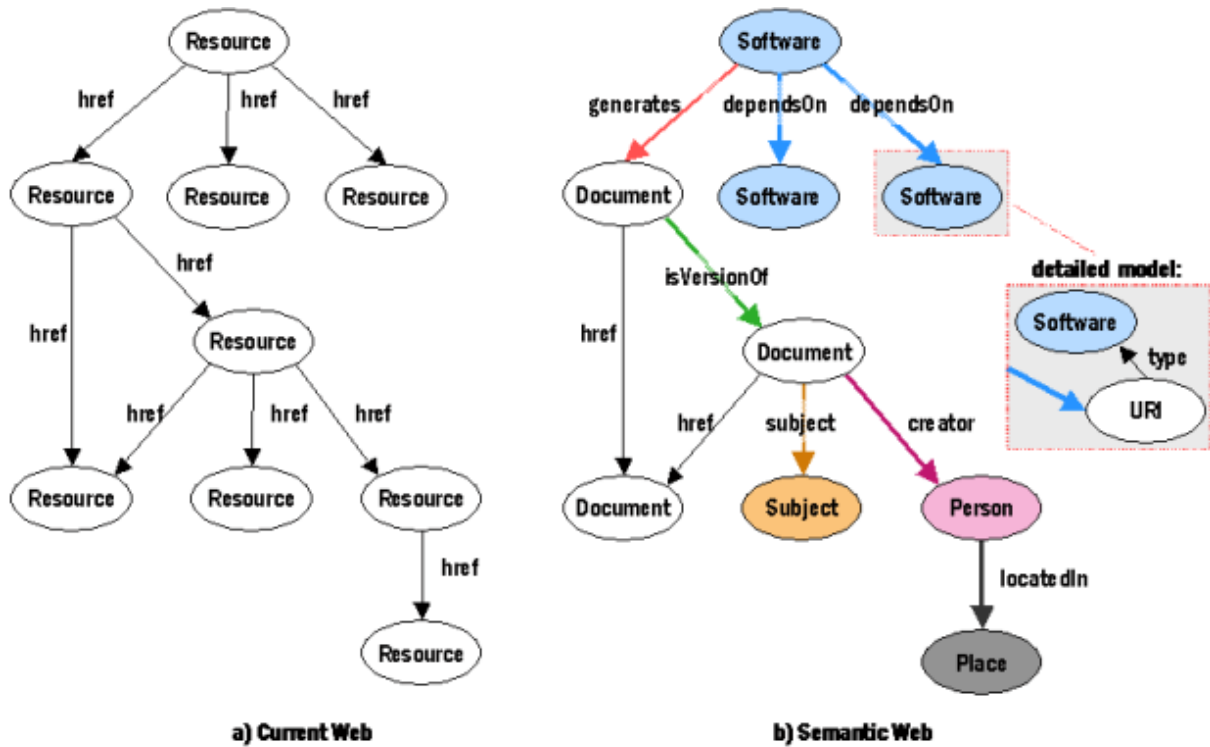 Resource
href
href
href
Resource
Resource
Resource
href
href
Resource
href
href
href
Resource
Resource
Resource
href
Resource
a) Current Web
Software
generates
dependsOn
dependsOn
Document
Software
Software
isVersionOf
href
Document
href
subject
creator
Document
Subject
Person
locatedIn
Place
detailed model:
Software
type
URI
b) Semantic Web